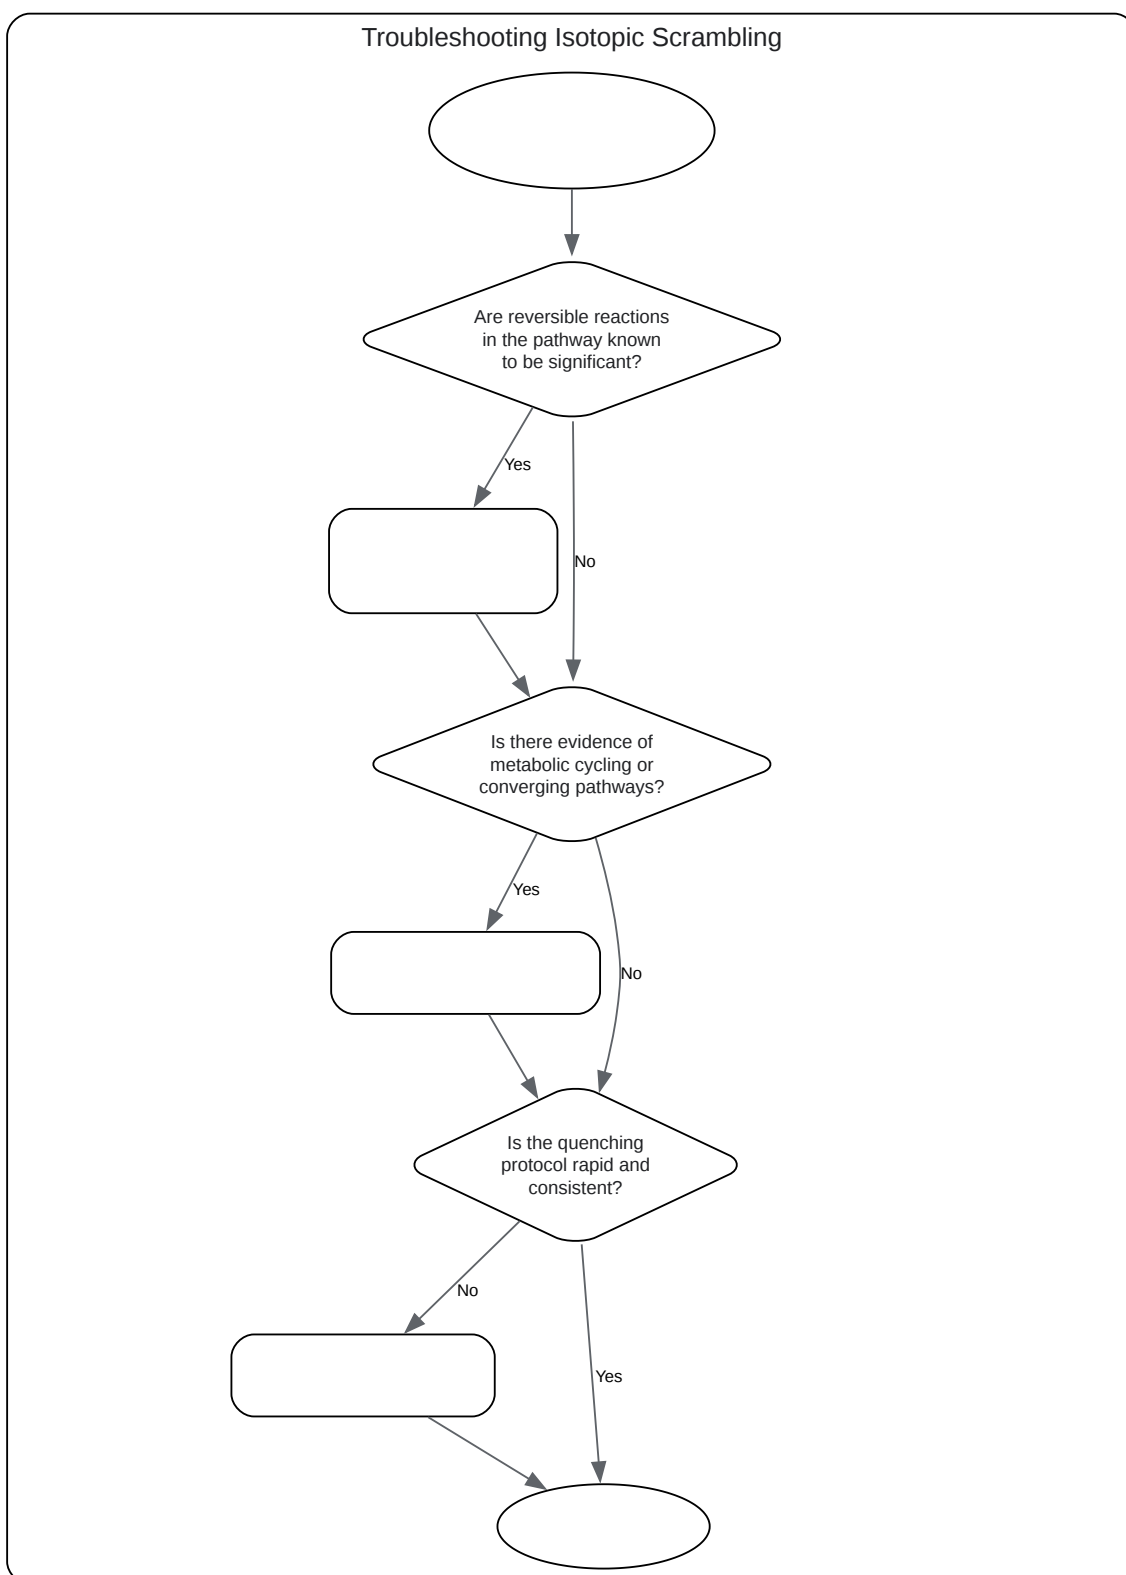 Troubleshooting Isotopic Scrambling
Are reversible reactions
in the pathway known
to be significant?
Yes
No
Is there evidence of
metabolic cycling or
converging pathways?
Yes
No
Is the quenching
protocol rapid and
consistent?
No
Yes